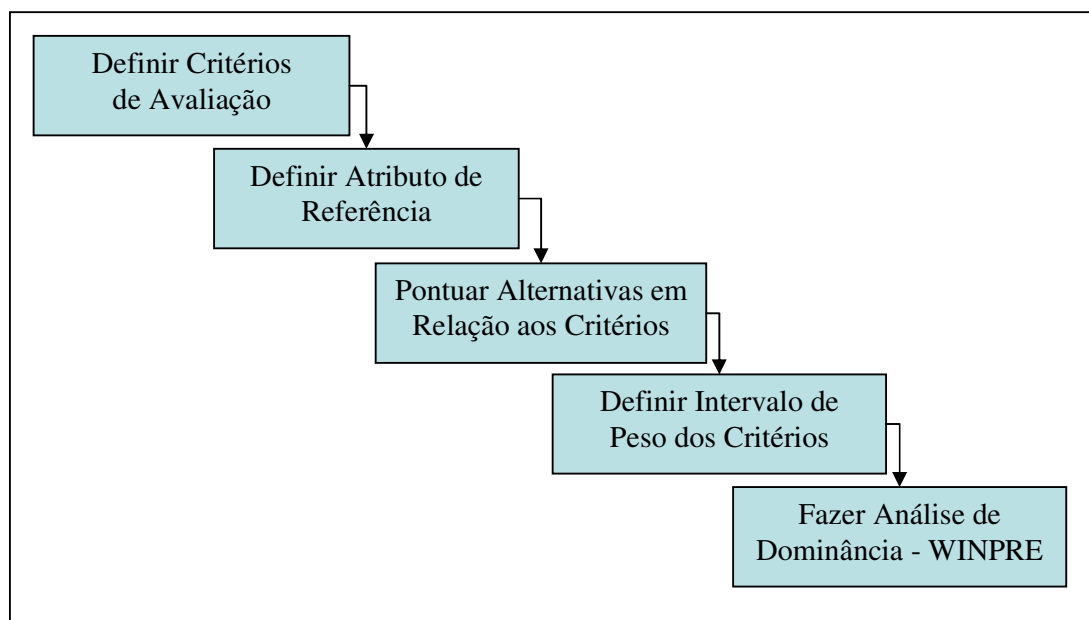 Definir Critérios
de Avaliação
Definir Atributo de
Referência
Pontuar Alternativas em
Relação aos Critérios
Definir Intervalo de
Peso dos Critérios
Fazer Análise de
Dominância - WINPRE